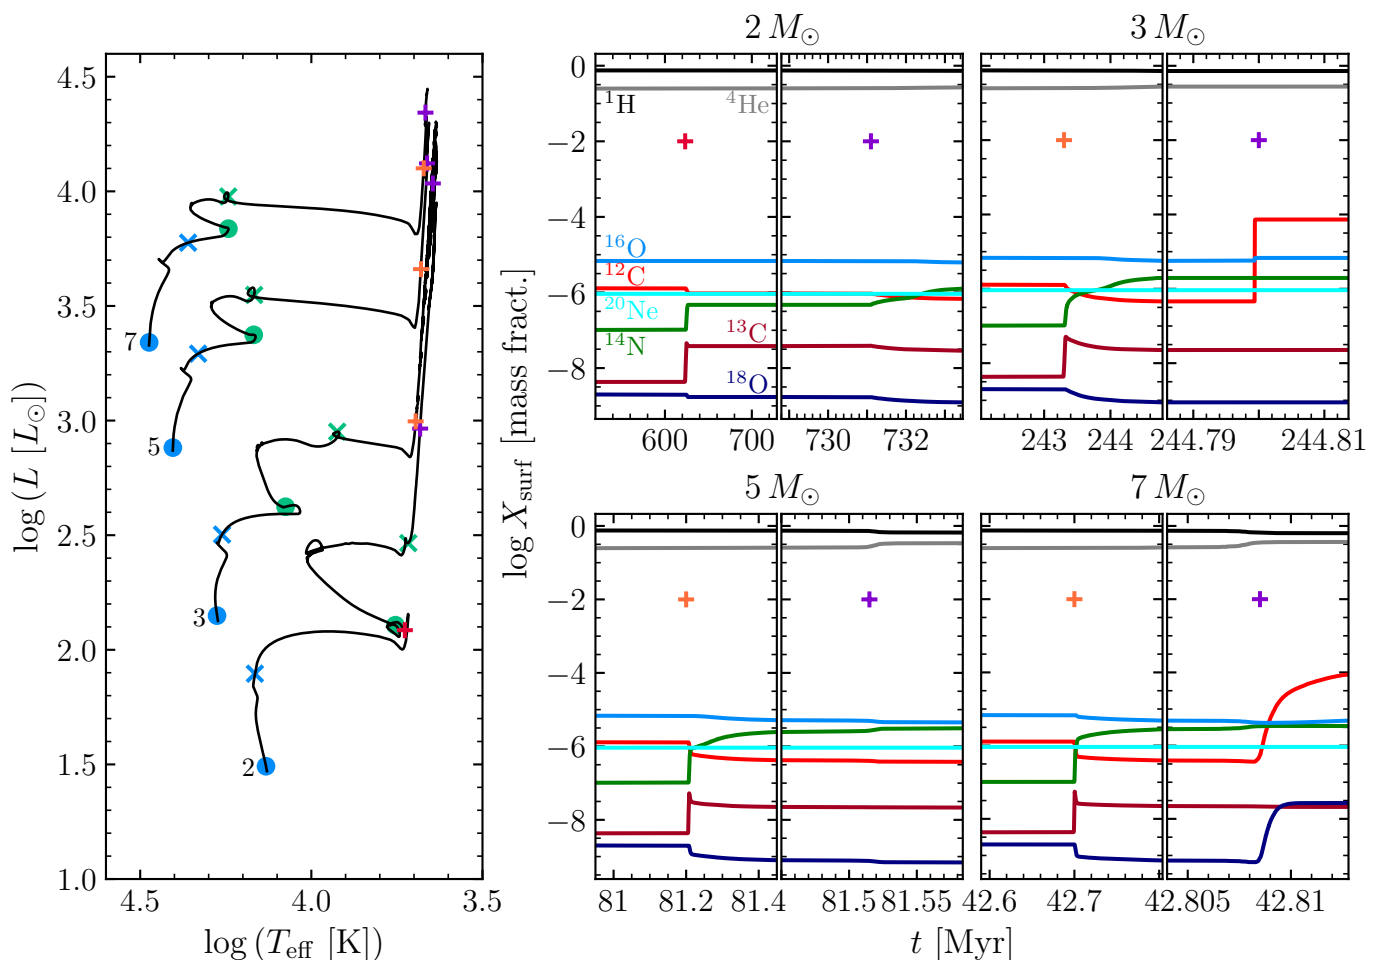 2 M⊙
3 M⊙
4.5
4.0
3.5
3.0
2.5
2.0
1.5
1.0
7
5
3
2
4.5
4.0
3.5
log (T_eff [K])
log (L [L⊙])
log X_surf [mass fract.]
0
−2
−4
−6
−8
¹H
⁴He
¹⁶O
¹²C
²⁰Ne
¹⁴N
¹³C
¹⁸O
600
700
730
732
243
244
244.79
244.81
5 M⊙
7 M⊙
0
−2
−4
−6
−8
81
81.2
81.4
81.5
81.55
42.6
42.7
42.805
42.81
t [Myr]